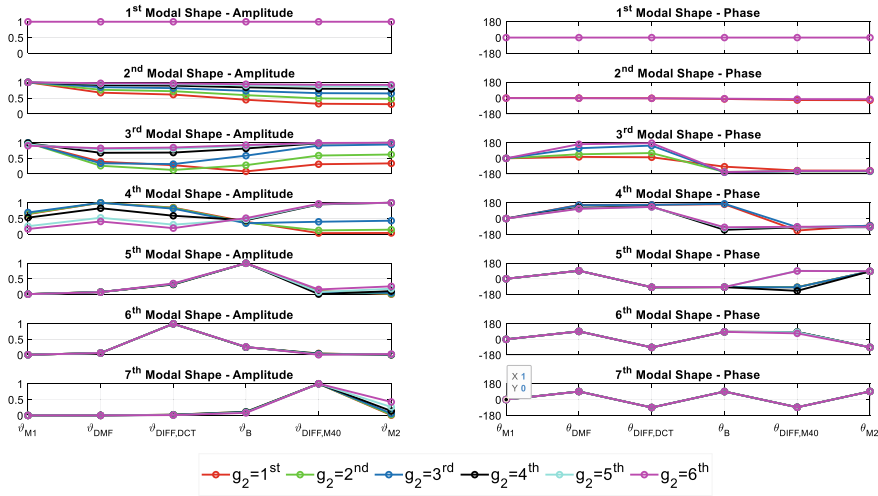 1st Modal Shape - Amplitude
1
0.5
0
2nd Modal Shape - Amplitude
1
0.5
0
3rd Modal Shape - Amplitude
1
0.5
0
4th Modal Shape - Amplitude
1
0.5
0
5th Modal Shape - Amplitude
1
0.5
0
6th Modal Shape - Amplitude
1
0.5
0
7th Modal Shape - Amplitude
1
0.5
0
ϑM1 ϑDMF ϑDIFF,DCT ϑB ϑDIFF,M40 ϑM2
1st Modal Shape - Phase
180
0
-180
2nd Modal Shape - Phase
180
0
-180
3rd Modal Shape - Phase
180
0
-180
4th Modal Shape - Phase
180
0
-180
5th Modal Shape - Phase
180
0
-180
6th Modal Shape - Phase
180
0
-180
7th Modal Shape - Phase
X 1
Y 0
0
-180
θM1 θDMF θDIFF,DCT θB θDIFF,M40 θM2
g2=1st g2=2nd g2=3rd g2=4th g2=5th g2=6th